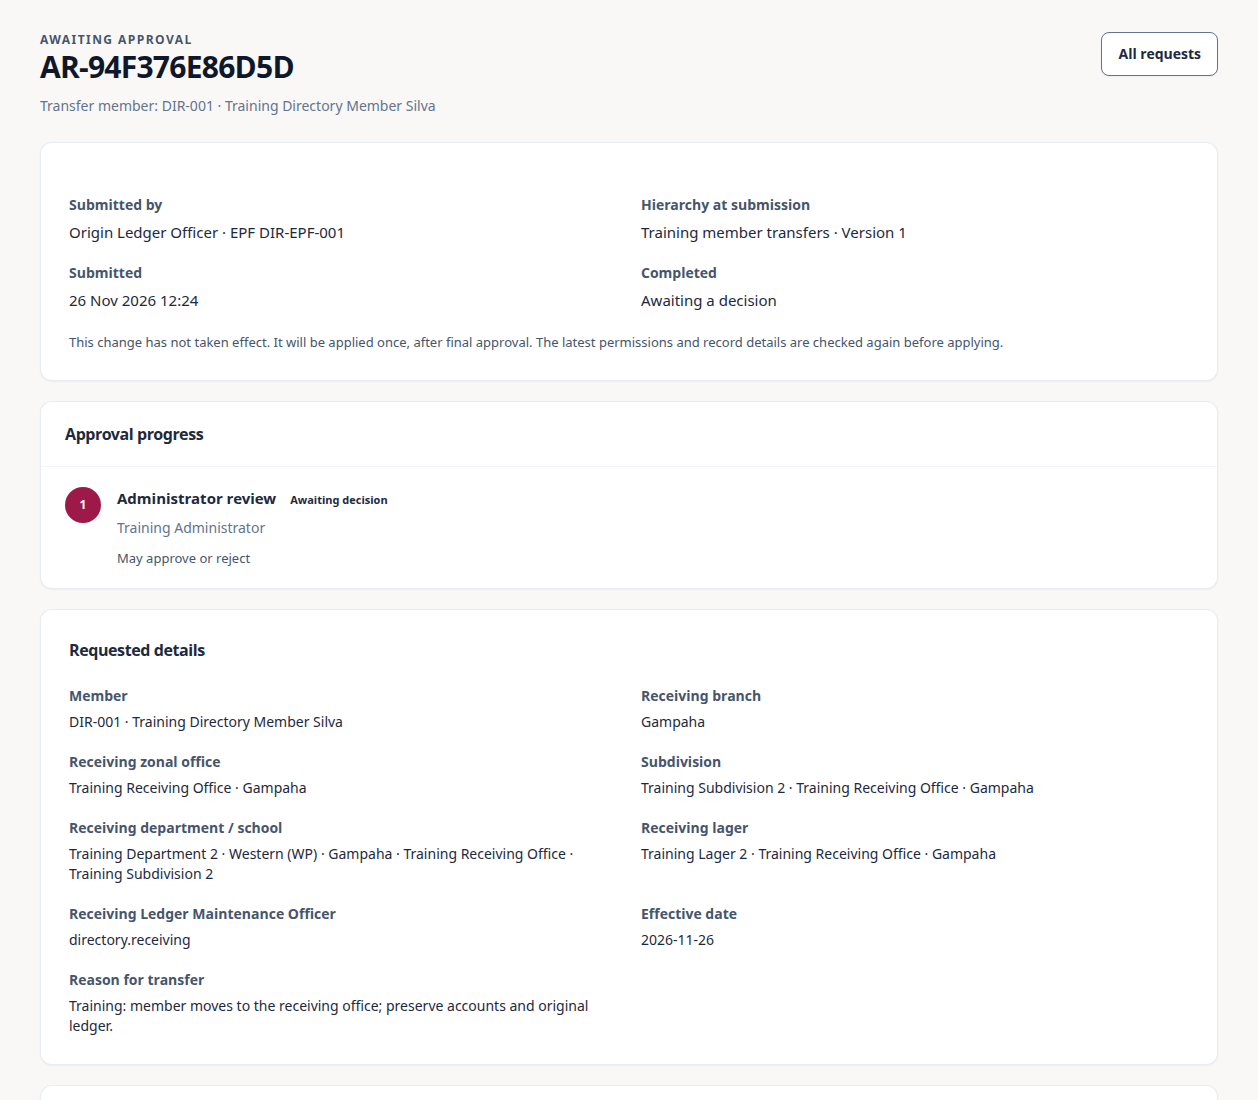 AWAITING APPROVAL
AR-94F376E86D5D
All requests
Transfer member: DIR-001 · Training Directory Member Silva
Submitted by
Origin Ledger Officer · EPF DIR-EPF-001
Hierarchy at submission
Training member transfers · Version 1
Submitted
26 Nov 2026 12:24
Completed
Awaiting a decision
This change has not taken effect. It will be applied once, after final approval. The latest permissions and record details are checked again before applying.
Approval progress
1
Administrator review Awaiting decision
Training Administrator
May approve or reject
Requested details
Member
DIR-001 · Training Directory Member Silva
Receiving branch
Gampaha
Receiving zonal office
Training Receiving Office · Gampaha
Subdivision
Training Subdivision 2 · Training Receiving Office · Gampaha
Receiving department / school
Training Department 2 · Western (WP) · Gampaha · Training Receiving Office ·
Training Subdivision 2
Receiving lager
Training Lager 2 · Training Receiving Office · Gampaha
Receiving Ledger Maintenance Officer
directory.receiving
Effective date
2026-11-26
Reason for transfer
Training: member moves to the receiving office; preserve accounts and original
ledger.